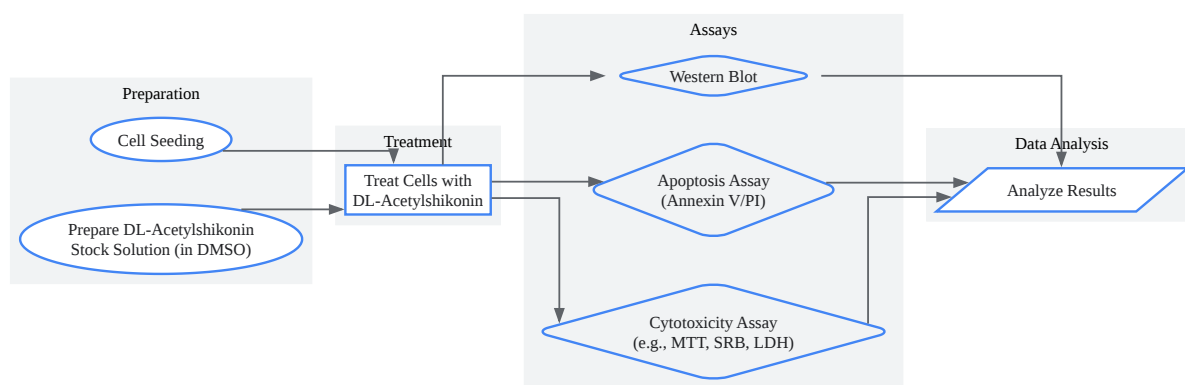 Preparation
Cell Seeding
Prepare DL-Acetylshikonin
Stock Solution (in DMSO)
Treatment
Treat Cells with
DL-Acetylshikonin
Assays
Western Blot
Apoptosis Assay
(Annexin V/PI)
Cytotoxicity Assay
(e.g., MTT, SRB, LDH)
Data Analysis
Analyze Results